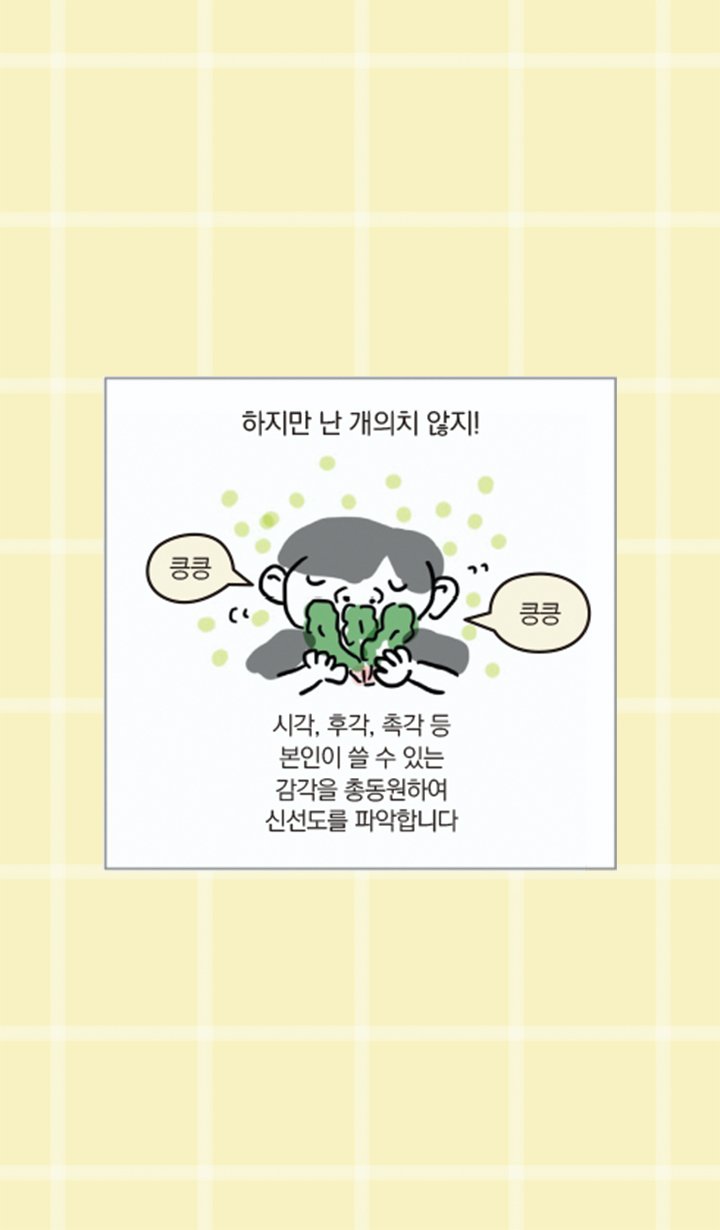 하지만 난 개의치 않지!
킁킁
킁킁
시각, 후각, 촉각 등
본인이 쓸 수 있는
감각을 총동원하여
신선도를 파악합니다